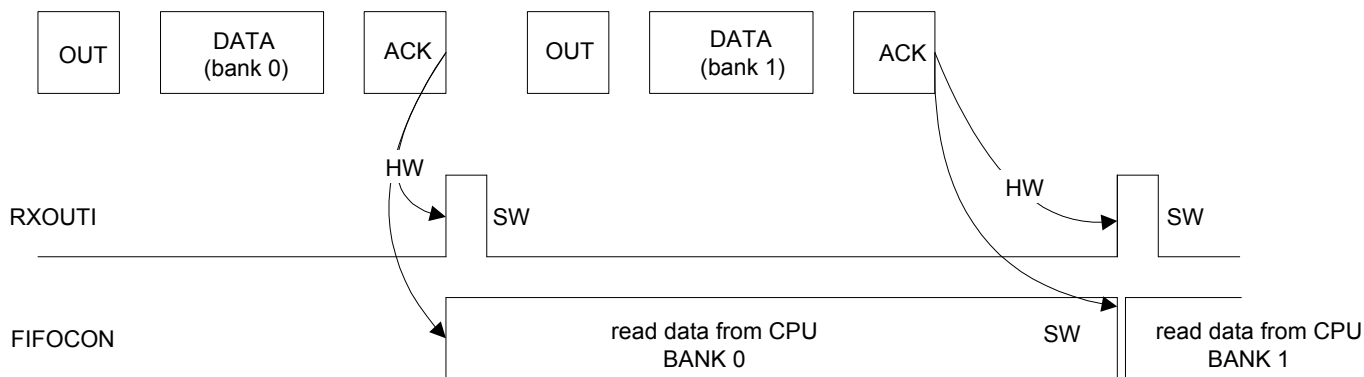 OUT
DATA
(bank 0)
ACK
OUT
DATA
(bank 1)
ACK
HW
HW
RXOUTI
SW
SW
FIFOCON
read data from CPU
BANK 0
SW
read data from CPU
BANK 1